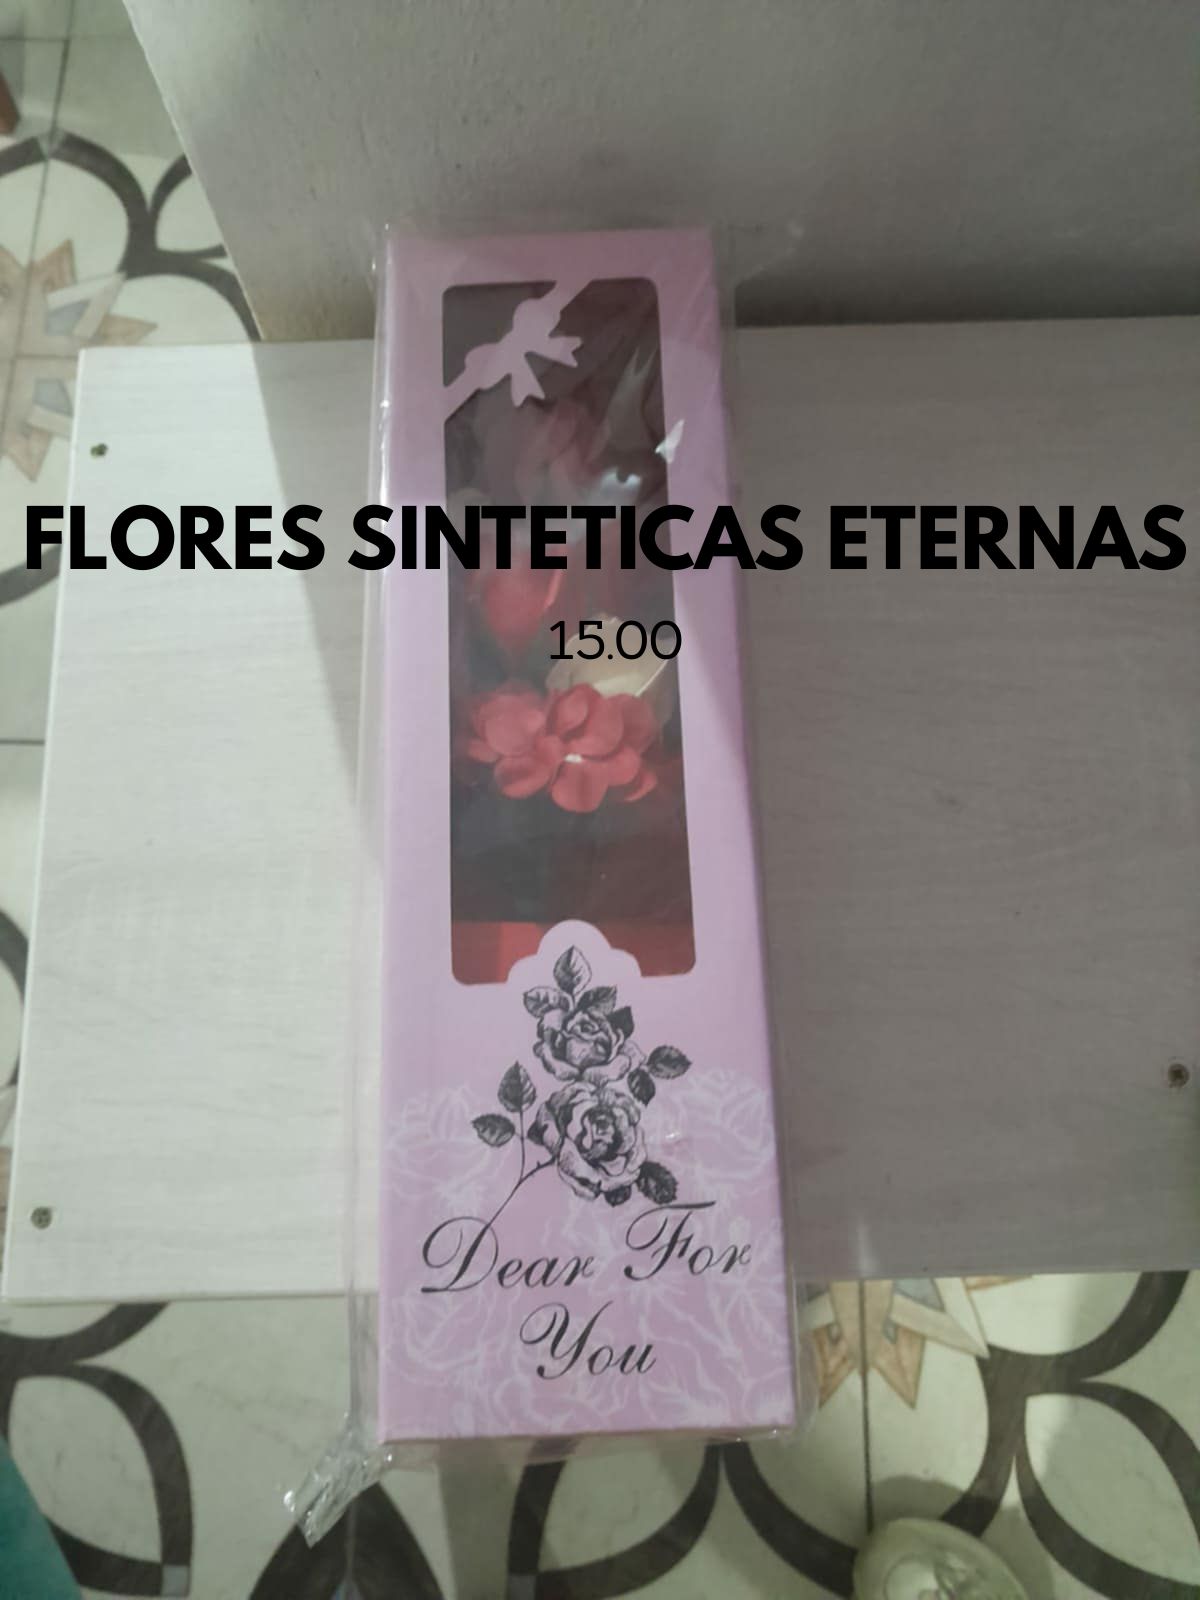 FLORES SINTETICAS ETERNAS
15.00
Dear For
You